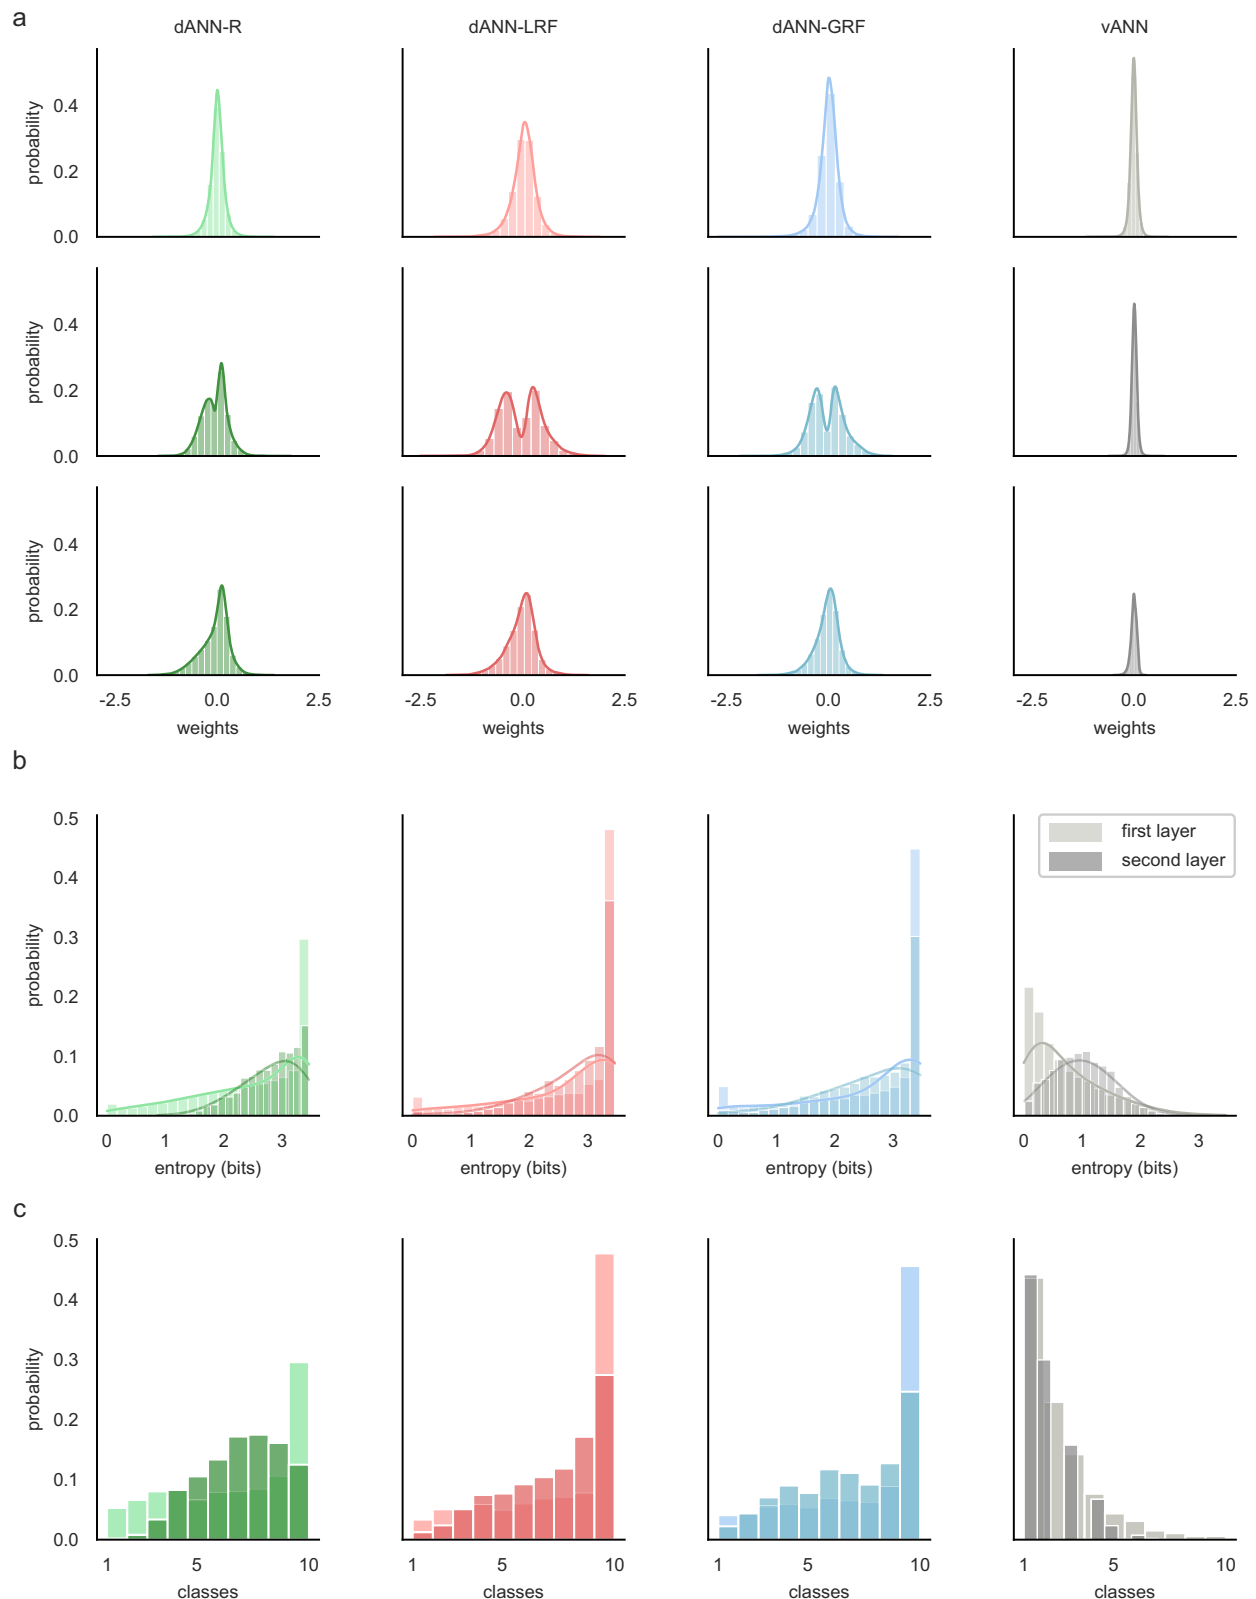 a
dANN-R dANN-LRF dANN-GRF vANN
probability
0.4
0.2
0.0
probability
0.4
0.2
0.0
probability
0.4
0.2
0.0
-2.5 0.0 2.5 -2.5 0.0 2.5 -2.5 0.0 2.5 -2.5 0.0 2.5
weights weights weights weights
b
probability
0.5
0.4
0.3
0.2
0.1
0.0
first layer
second layer
0 1 2 3 0 1 2 3 0 1 2 3 0 1 2 3
entropy (bits) entropy (bits) entropy (bits) entropy (bits)
c
probability
0.5
0.4
0.3
0.2
0.1
0.0
1 5 10 1 5 10 1 5 10 1 5 10
classes classes classes classes